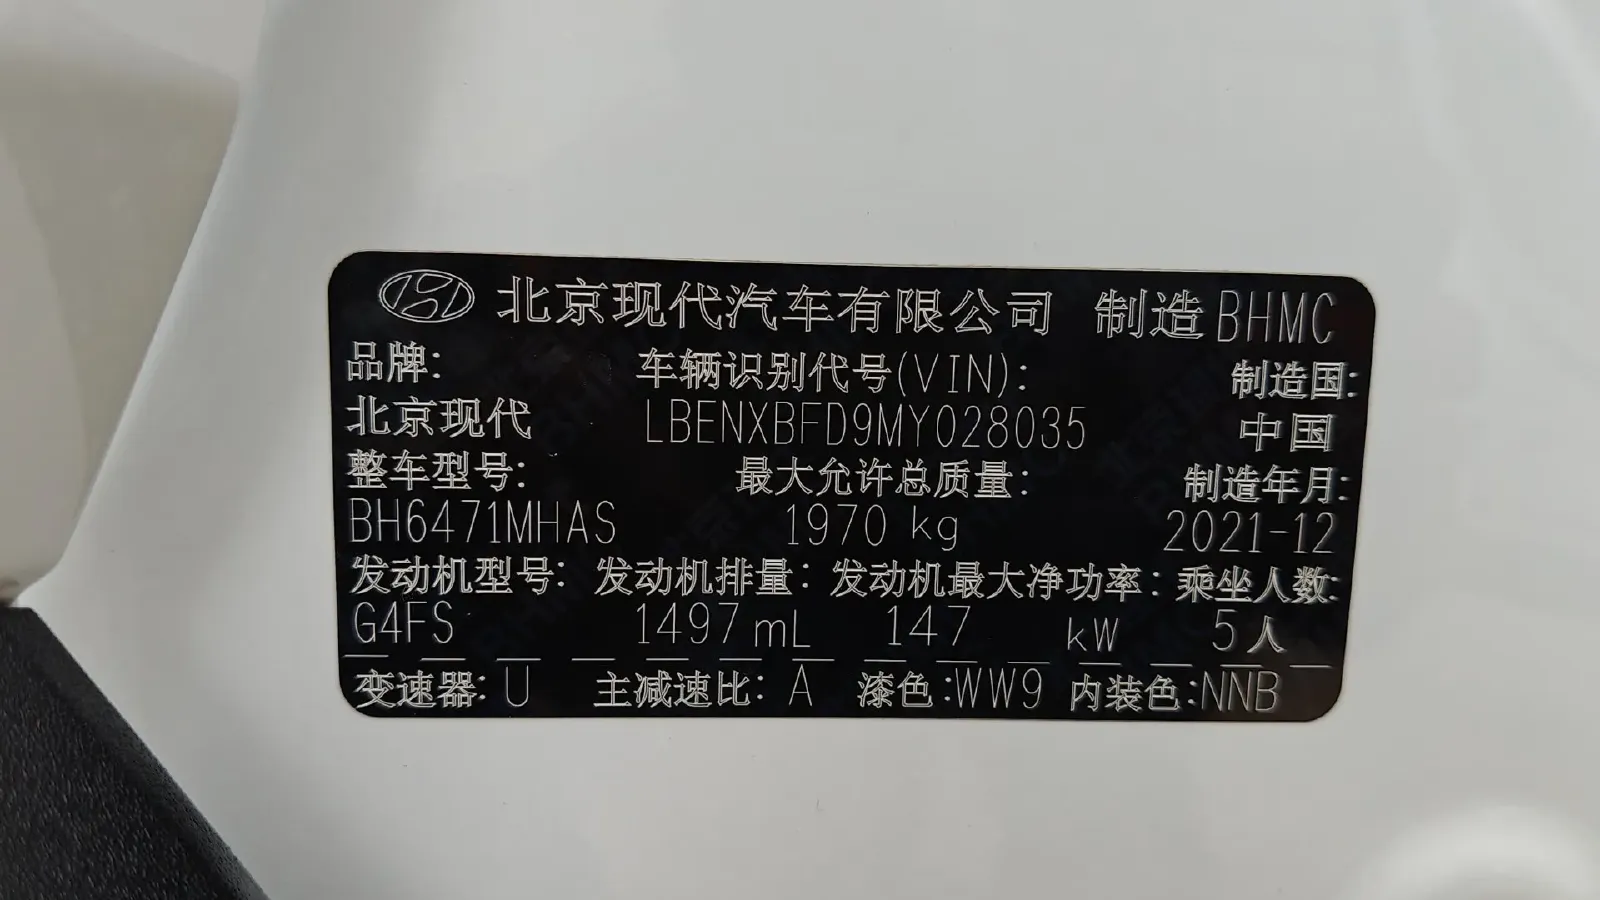 北京现代汽车有限公司 制造 BHMC
品牌: 车辆识别代号(VIN): 制造国:
北京现代 LBENXBFD9MY028035 中国
整车型号: 最大允许总质量: 制造年月:
BH6471MHAS 1970 kg 2021-12
发动机型号: 发动机排量: 发动机最大净功率: 乘坐人数:
G4FS 1497 mL 147 kW 5人
变速器: U 主减速比: A 漆色:WW9 内装色:NNB